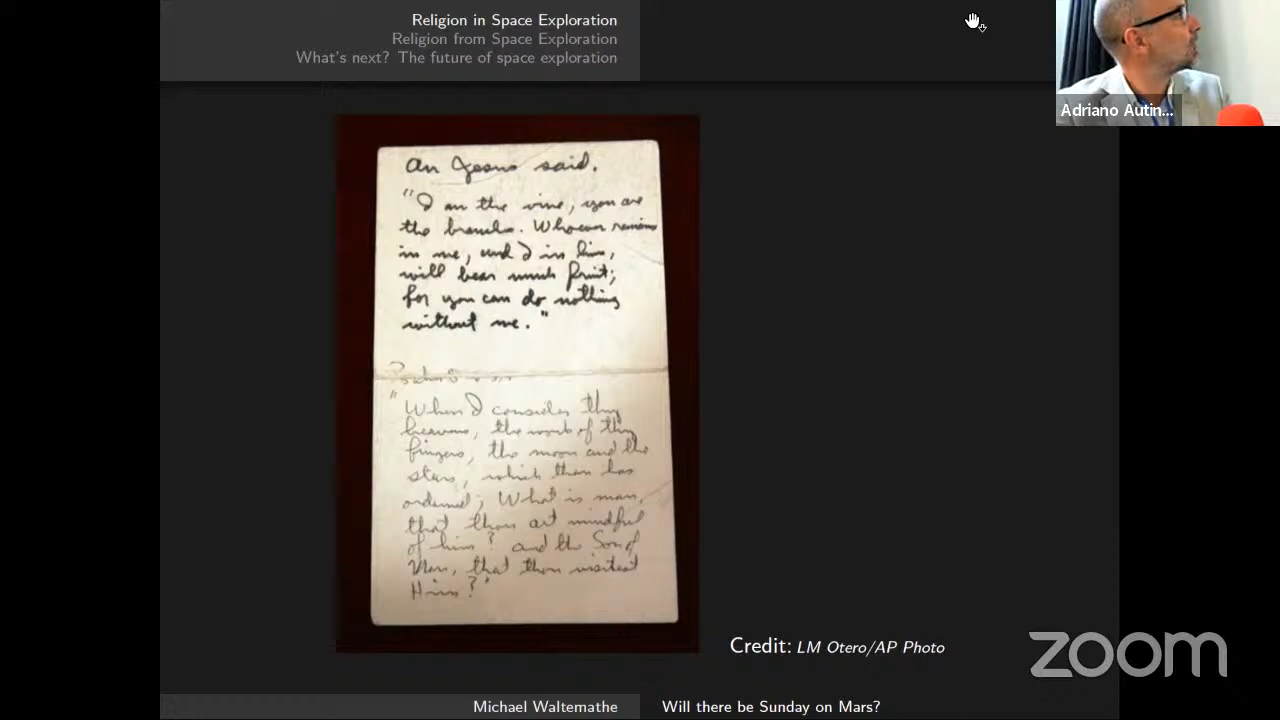 Religion in Space Exploration
Religion from Space Exploration
What's next? The future of space exploration
Adriano Autin...
an Jesus said.
"I am the vine, you are
the branches. Whoever remains
in me, and I in him,
will bear much fruit;
for you can do nothing
without me."
"When I consider thy
heavens, the work of thy
fingers, the moon and the
stars, which thou has
ordained; What is man,
that thou art mindful
of him? and the Son of
Man, that thou visitest
Him?"
Credit: LM Otero/AP Photo
zoom
Michael Waltemathe
Will there be Sunday on Mars?